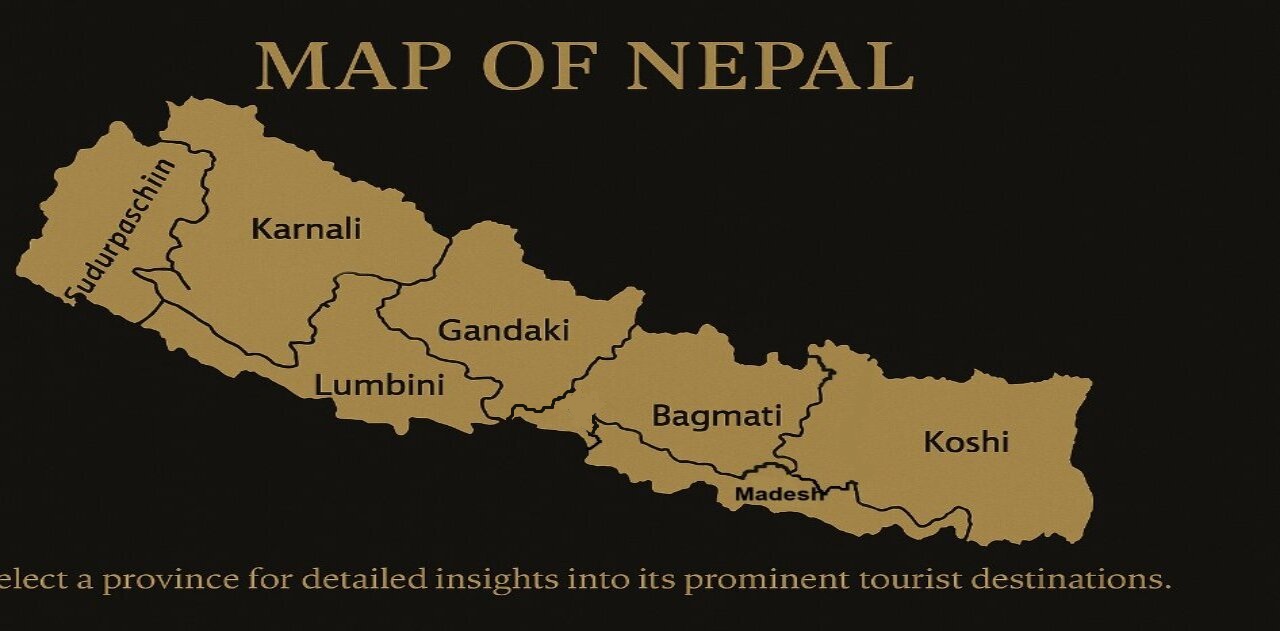 MAP OF NEPAL
Sudurpaschiin
Karnali
Gandaki
Lumbini
Bagmati
Koshi
Madesh
elect a province for detailed insights into its prominent tourist destinations.